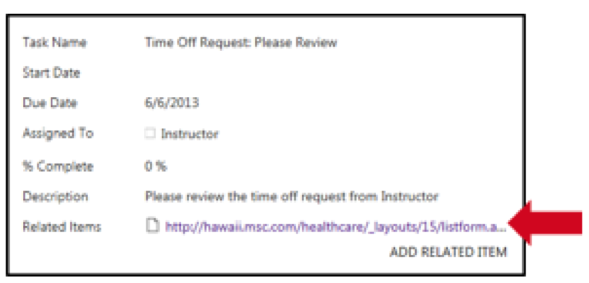 Task Name Time Off Request: Please Review
Start Date
Due Date 6/6/2013
Assigned To Instructor
% Complete 0 %
Description Please review the time off request from Instructor
Related Items http://hawaii.msc.com/healthcare/_layouts/15/listform.a...
ADD RELATED ITEM